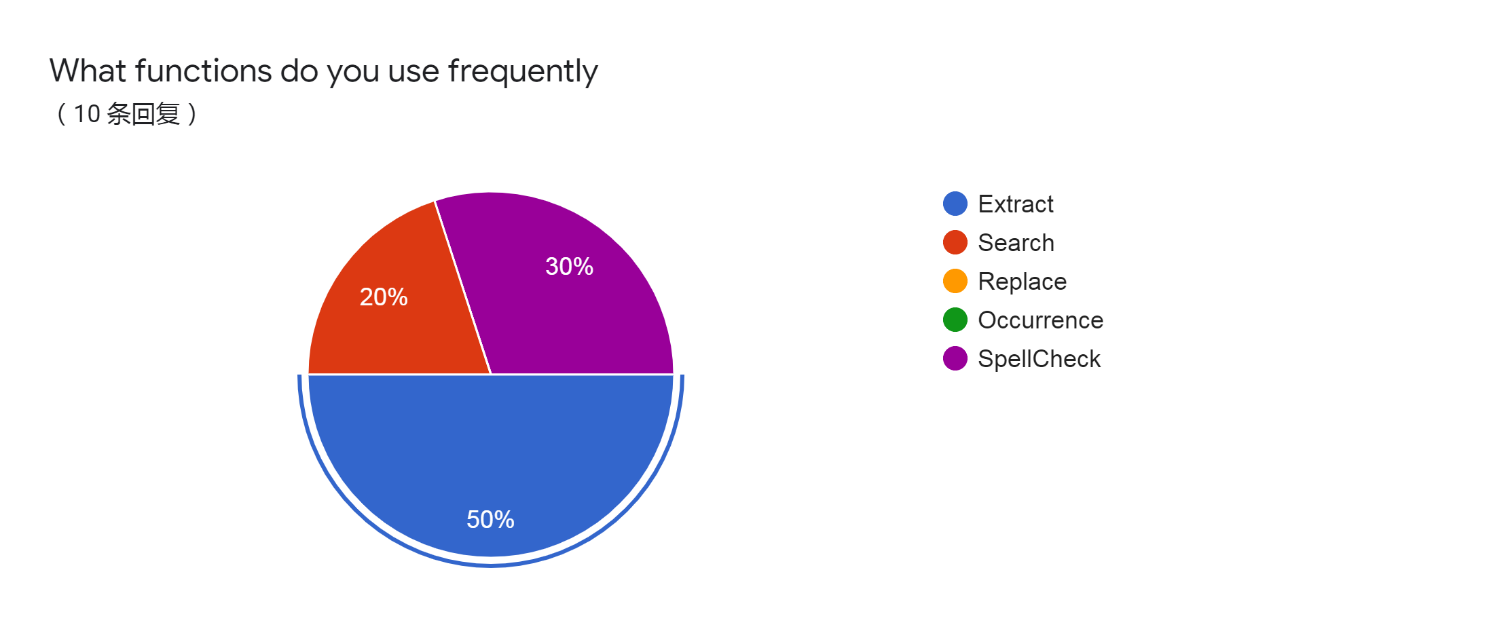 What functions do you use frequently
（ 10 条回复 ）
30%
20%
50%
Extract
Search
Replace
Occurrence
SpellCheck